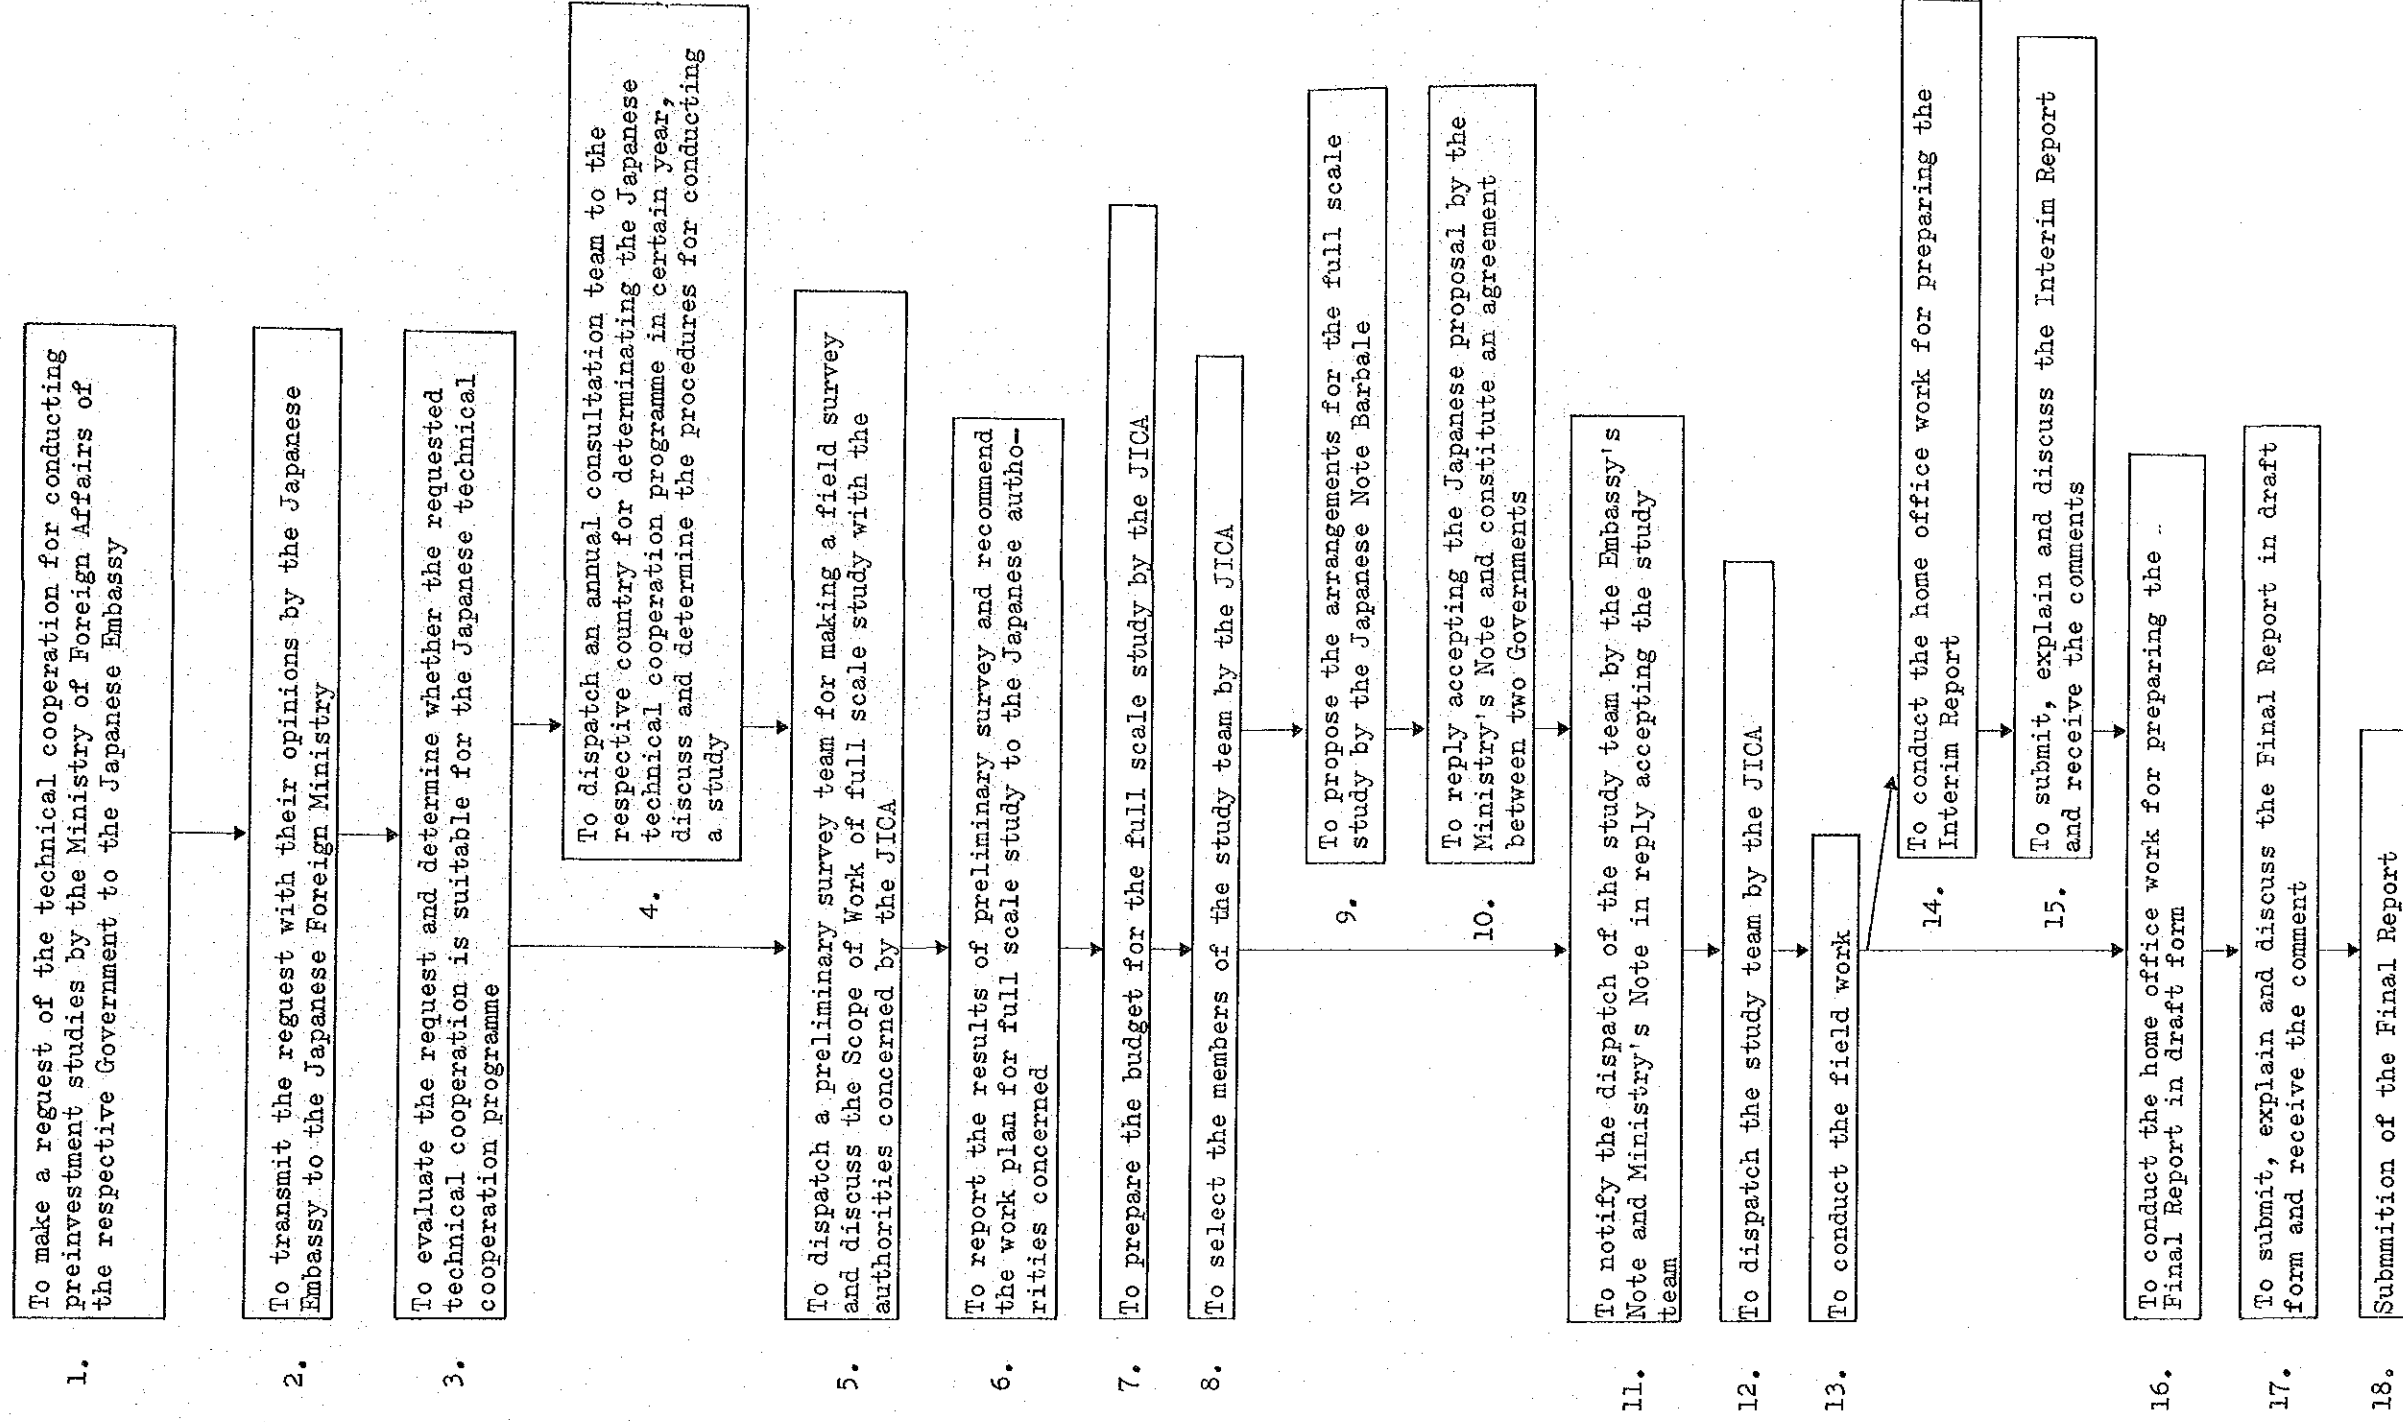 1.
To make a reguest of the technical cooperation for conducting
preinvestment studies by the Ministry of Foreign Affairs of
the respective Government to the Japanese Embassy
2.
To transmit the reguest with their opinions by the Japanese
Embassy to the Japanese Foreign Ministry
3.
To evaluate the request and determine whether the requested
technical cooperation is suitable for the Japanese technical
cooperation programme
4.
To dispatch an annual consultation team to the
respective country for determinating the Japanese
technical cooperation programme in certain year,
discuss and determine the procedures for conducting
a study
5.
To dispatch a preliminary survey team for making a field survey
and discuss the Scope of Work of full scale study with the
authorities concerned by the JICA
6.
To report the results of preliminary survey and recommend
the work plan for full scale study to the Japanese autho-
rities concerned
7.
To prepare the budget for the full scale study by the JICA
8.
To select the members of the study team by the JICA
9.
To propose the arrangements for the full scale
study by the Japanese Note Barbale
10.
To reply accepting the Japanese proposal by the
Ministry's Note and constitute an agreement
between two Governments
11.
To notify the dispatch of the study team by the Embassy's
Note and Ministry's Note in reply accepting the study
team
12.
To dispatch the study team by the JICA
13.
To conduct the field work
14.
To conduct the home office work for preparing the
Interim Report
15.
To submit, explain and discuss the Interim Report
and receive the comments
16.
To conduct the home office work for preparing the
Final Report in draft form
17.
To submit, explain and discuss the Final Report in draft
form and receive the comment
18.
Submmition of the Final Report